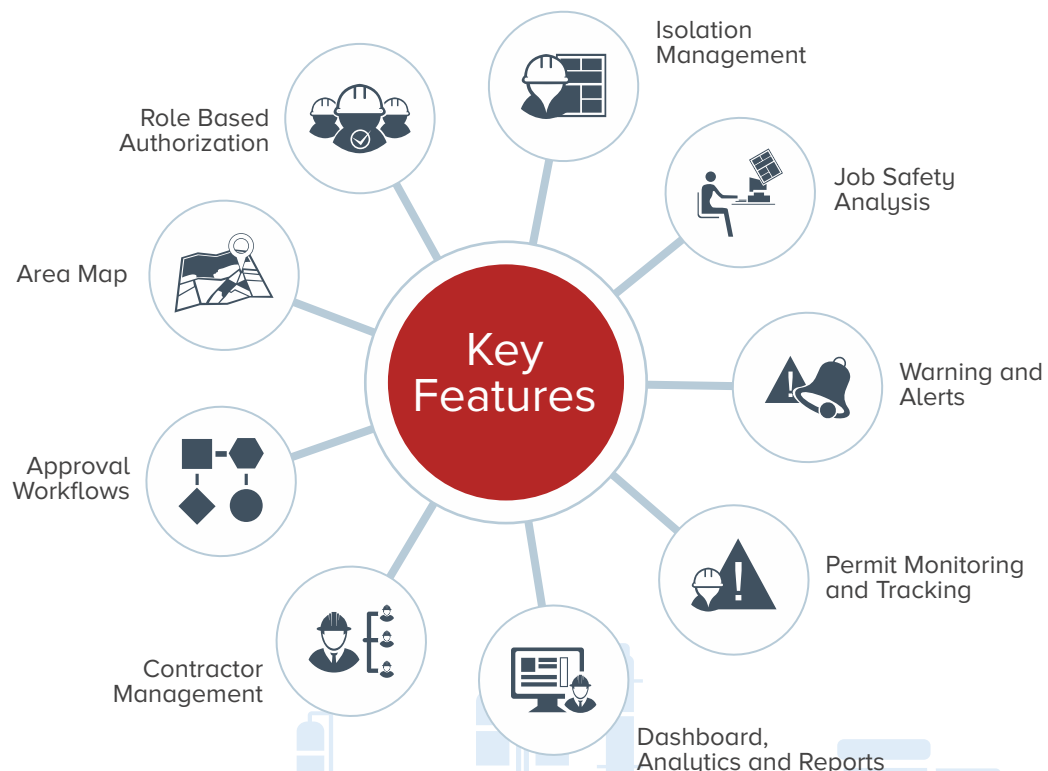 Isolation
Management
Role Based
Authorization
Job Safety
Analysis
Area Map
Key
Features
Warning and
Alerts
Approval
Workflows
Permit Monitoring
and Tracking
Contractor
Management
Dashboard,
Analytics and Reports